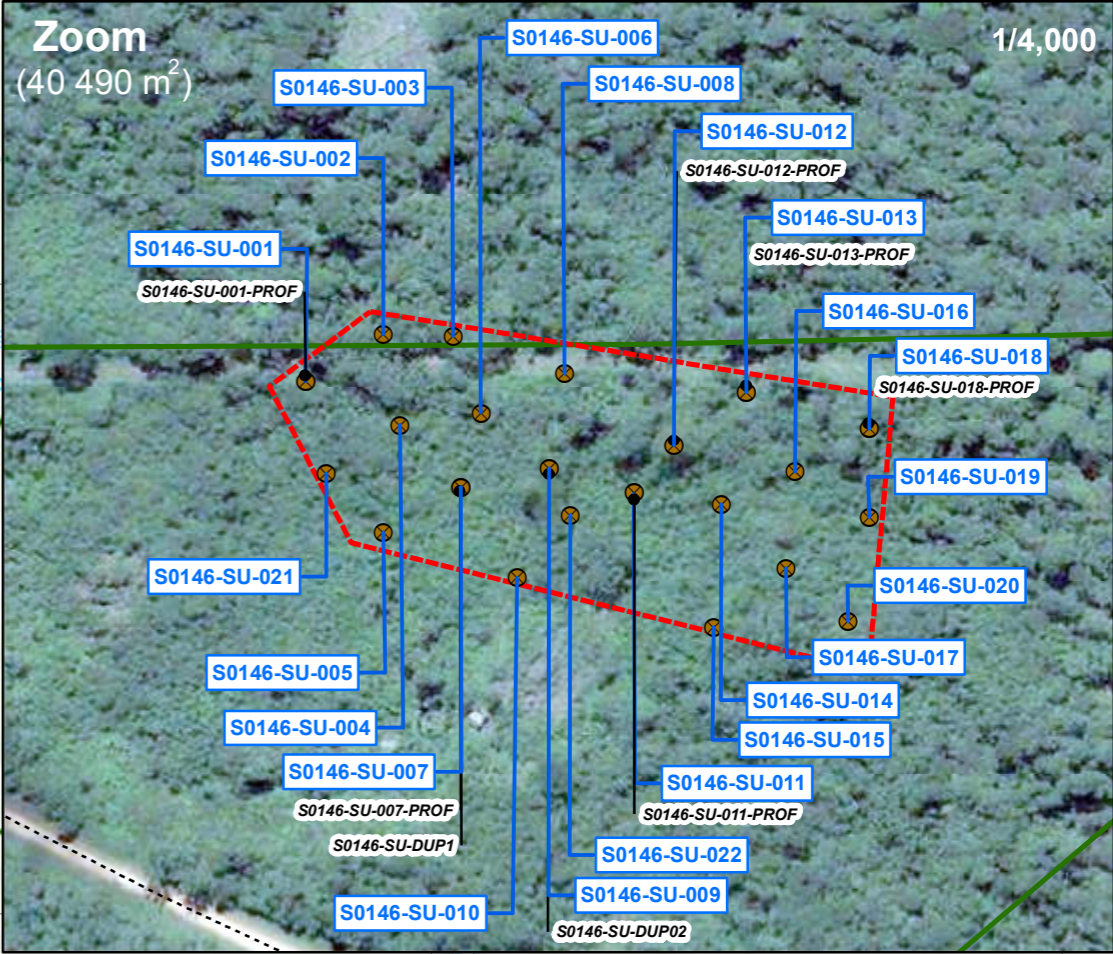 Zoom
(40 490 m²)
1/4,000
S0146-SU-006
S0146-SU-003
S0146-SU-008
S0146-SU-012
S0146-SU-002
S0146-SU-012-PROF
S0146-SU-013
S0146-SU-001
S0146-SU-013-PROF
S0146-SU-001-PROF
S0146-SU-016
S0146-SU-018
S0146-SU-018-PROF
S0146-SU-019
S0146-SU-021
S0146-SU-020
S0146-SU-017
S0146-SU-005
S0146-SU-014
S0146-SU-004
S0146-SU-015
S0146-SU-007
S0146-SU-011
S0146-SU-007-PROF
S0146-SU-011-PROF
S0146-SU-DUP1
S0146-SU-022
S0146-SU-009
S0146-SU-010
S0146-SU-DUP02